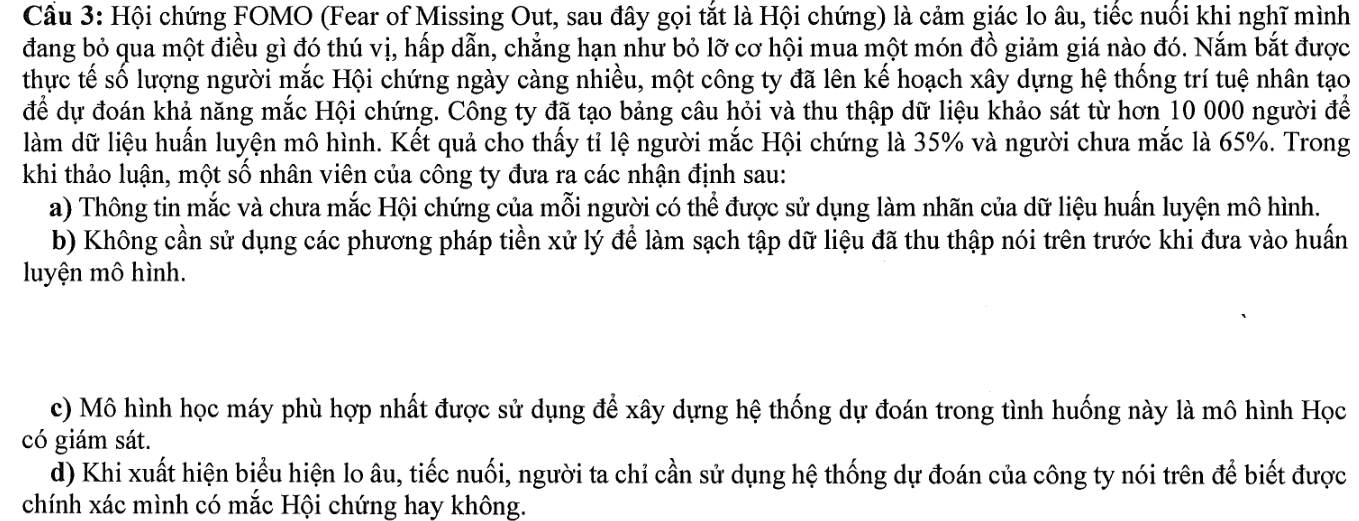 Câu 3: Hội chứng FOMO (Fear of Missing Out, sau đây gọi tắt là Hội chứng) là cảm giác lo âu, tiếc nuối khi nghĩ mình
đang bỏ qua một điều gì đó thú vị, hấp dẫn, chẳng hạn như bỏ lỡ cơ hội mua một món đồ giảm giá nào đó. Nắm bắt được
thực tế số lượng người mắc Hội chứng ngày càng nhiều, một công ty đã lên kế hoạch xây dựng hệ thống trí tuệ nhân tạo
để dự đoán khả năng mắc Hội chứng. Công ty đã tạo bảng câu hỏi và thu thập dữ liệu khảo sát từ hơn 10 000 người để
làm dữ liệu huấn luyện mô hình. Kết quả cho thấy tỉ lệ người mắc Hội chứng là 35% và người chưa mắc là 65%. Trong
khi thảo luận, một số nhân viên của công ty đưa ra các nhận định sau:
a) Thông tin mắc và chưa mắc Hội chứng của mỗi người có thể được sử dụng làm nhãn của dữ liệu huấn luyện mô hình.
b) Không cần sử dụng các phương pháp tiền xử lý để làm sạch tập dữ liệu đã thu thập nói trên trước khi đưa vào huấn
luyện mô hình.
c) Mô hình học máy phù hợp nhất được sử dụng để xây dựng hệ thống dự đoán trong tình huống này là mô hình Học
có giám sát.
d) Khi xuất hiện biểu hiện lo âu, tiếc nuối, người ta chỉ cần sử dụng hệ thống dự đoán của công ty nói trên để biết được
chính xác mình có mắc Hội chứng hay không.